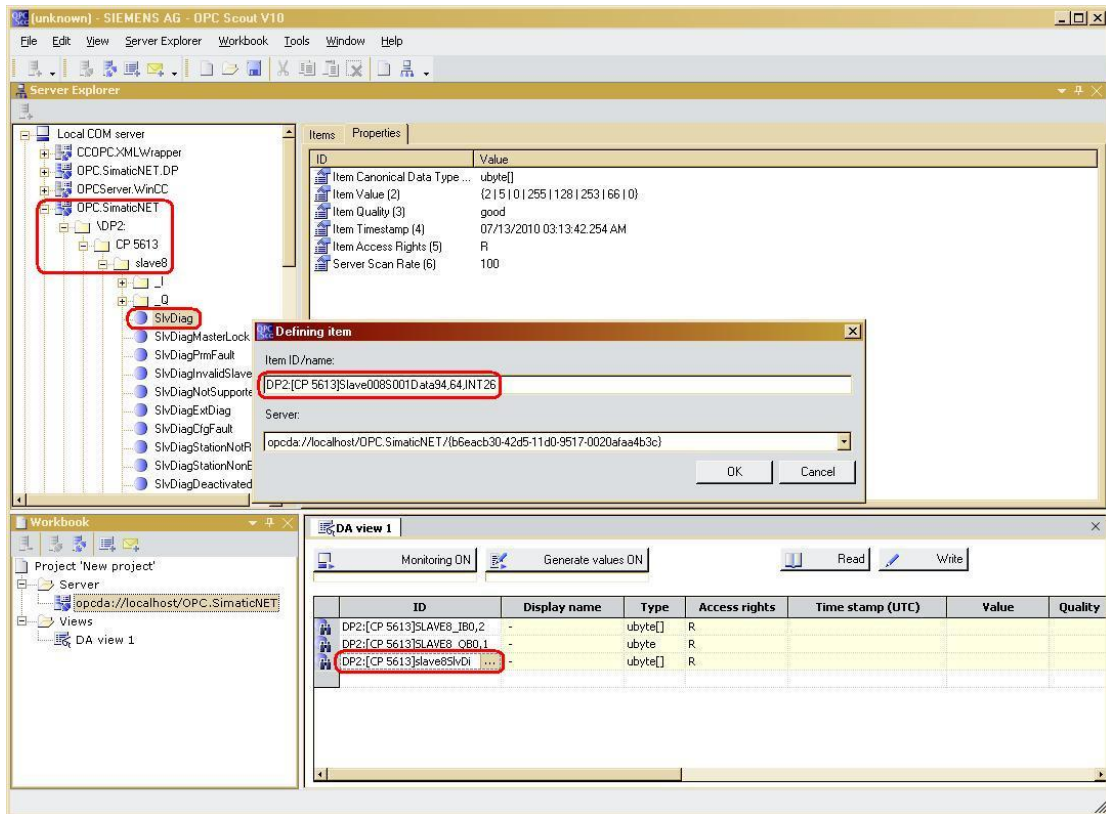 (unknown) - SIEMENS AG - OPC Scout V10
File Edit View Server Explorer Workbook Tools Window Help
Server Explorer
Local COM server
CCOPC.XMLWrapper
OPC.SimaticNET.DP
OPCServer.WinCC
OPC.SimaticNET
\DP2:
CP 5613
slave8
_I
_Q
SlvDiag
SlvDiagMasterLock
SlvDiagPrmFault
SlvDiagInvalidSlave
SlvDiagNotSupporte
SlvDiagExtDiag
SlvDiagCfgFault
SlvDiagStationNotR
SlvDiagStationNonE
SlvDiagDeactivated
Items Properties
ID Value
Item Canonical Data Type ... ubyte[]
Item Value (2) {2 | 5 | 0 | 255 | 128 | 253 | 66 | 0}
Item Quality (3) good
Item Timestamp (4) 07/13/2010 03:13:42.254 AM
Item Access Rights (5) R
Server Scan Rate (6) 100
OPC Scc Defining item
Item ID/name:
DP2:[CP 5613]Slave008S001Data94,64,INT26
Server:
opcda://localhost/OPC.SimaticNET/{b6eacb30-42d5-11d0-9517-0020afaa4b3c}
OK Cancel
Workbook
Project 'New project'
Server
opcda://localhost/OPC.SimaticNET
Views
DA view 1
DA view 1
Monitoring ON Generate values ON Read Write
ID Display name Type Access rights Time stamp (UTC) Value Quality
DP2:[CP 5613]SLAVE8_IB0,2 - ubyte[] R
DP2:[CP 5613]SLAVE8_QB0,1 - ubyte R
DP2:[CP 5613]slave8SlvDi ... - ubyte[] R